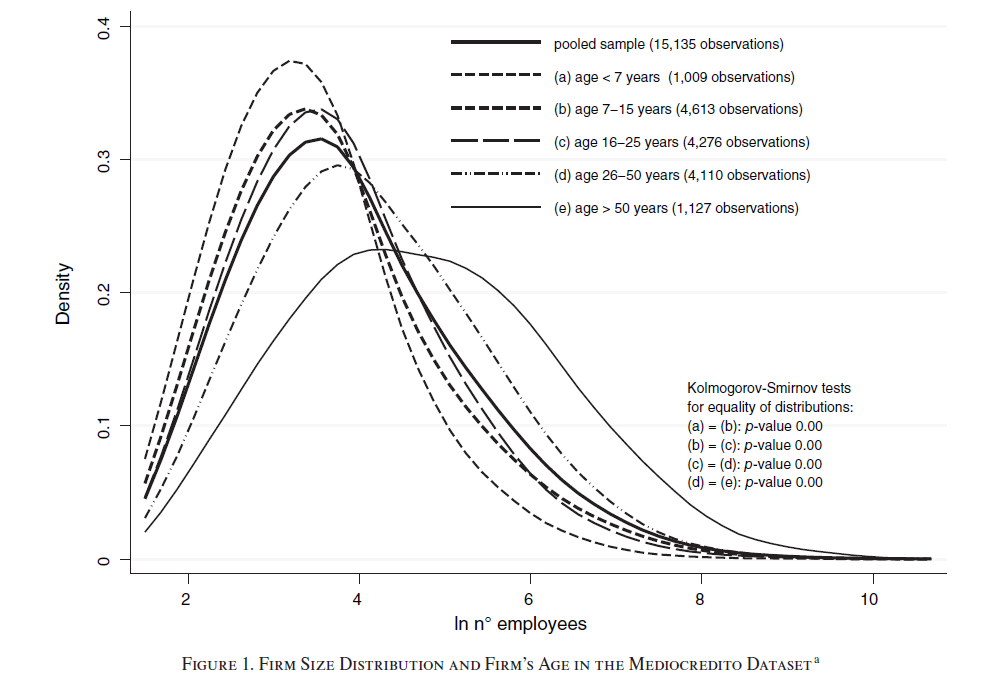 0.4
0.3
0.2
0.1
0
Density
pooled sample (15,135 observations)
(a) age < 7 years (1,009 observations)
(b) age 7–15 years (4,613 observations)
(c) age 16–25 years (4,276 observations)
(d) age 26–50 years (4,110 observations)
(e) age > 50 years (1,127 observations)
Kolmogorov-Smirnov tests
for equality of distributions:
(a) = (b): p-value 0.00
(b) = (c): p-value 0.00
(c) = (d): p-value 0.00
(d) = (e): p-value 0.00
2 4 6 8 10
ln n° employees
FIGURE 1. FIRM SIZE DISTRIBUTION AND FIRM'S AGE IN THE MEDIOCREDITO DATASET a